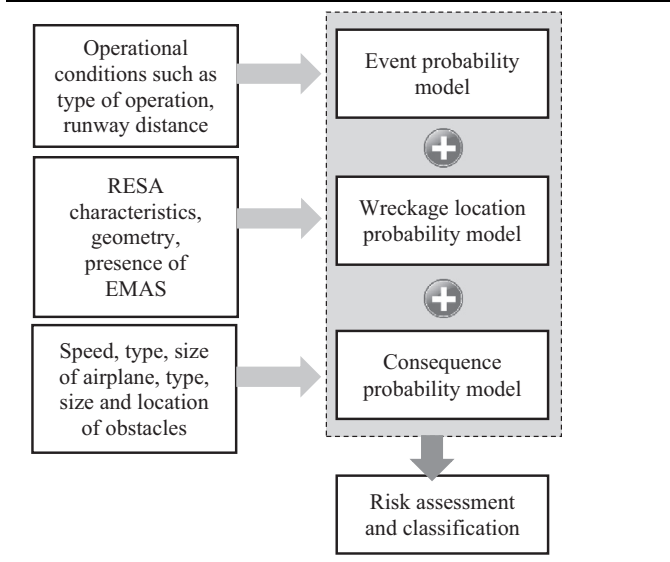 Operational
conditions such as
type of operation,
runway distance
Event probability
model
RESA
characteristics,
geometry,
presence of
EMAS
Wreckage location
probability model
Speed, type, size
of airplane, type,
size and location
of obstacles
Consequence
probability model
Risk assessment
and classification